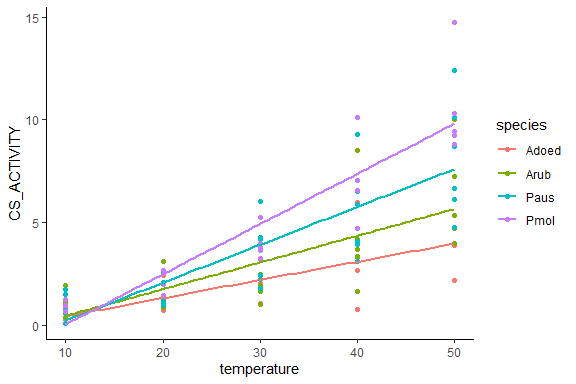 15
10
5
0
CS_ACTIVITY
10 20 30 40 50
temperature
species
Adoed
Arub
Paus
Pmol